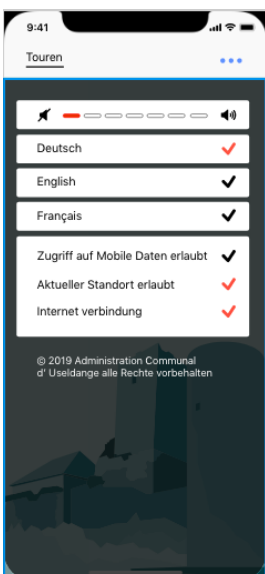 9:41
Touren
Deutsch
English
Français
Zugriff auf Mobile Daten erlaubt
Aktueller Standort erlaubt
Internet verbindung
© 2019 Administration Communal
d' Useldange alle Rechte vorbehalten